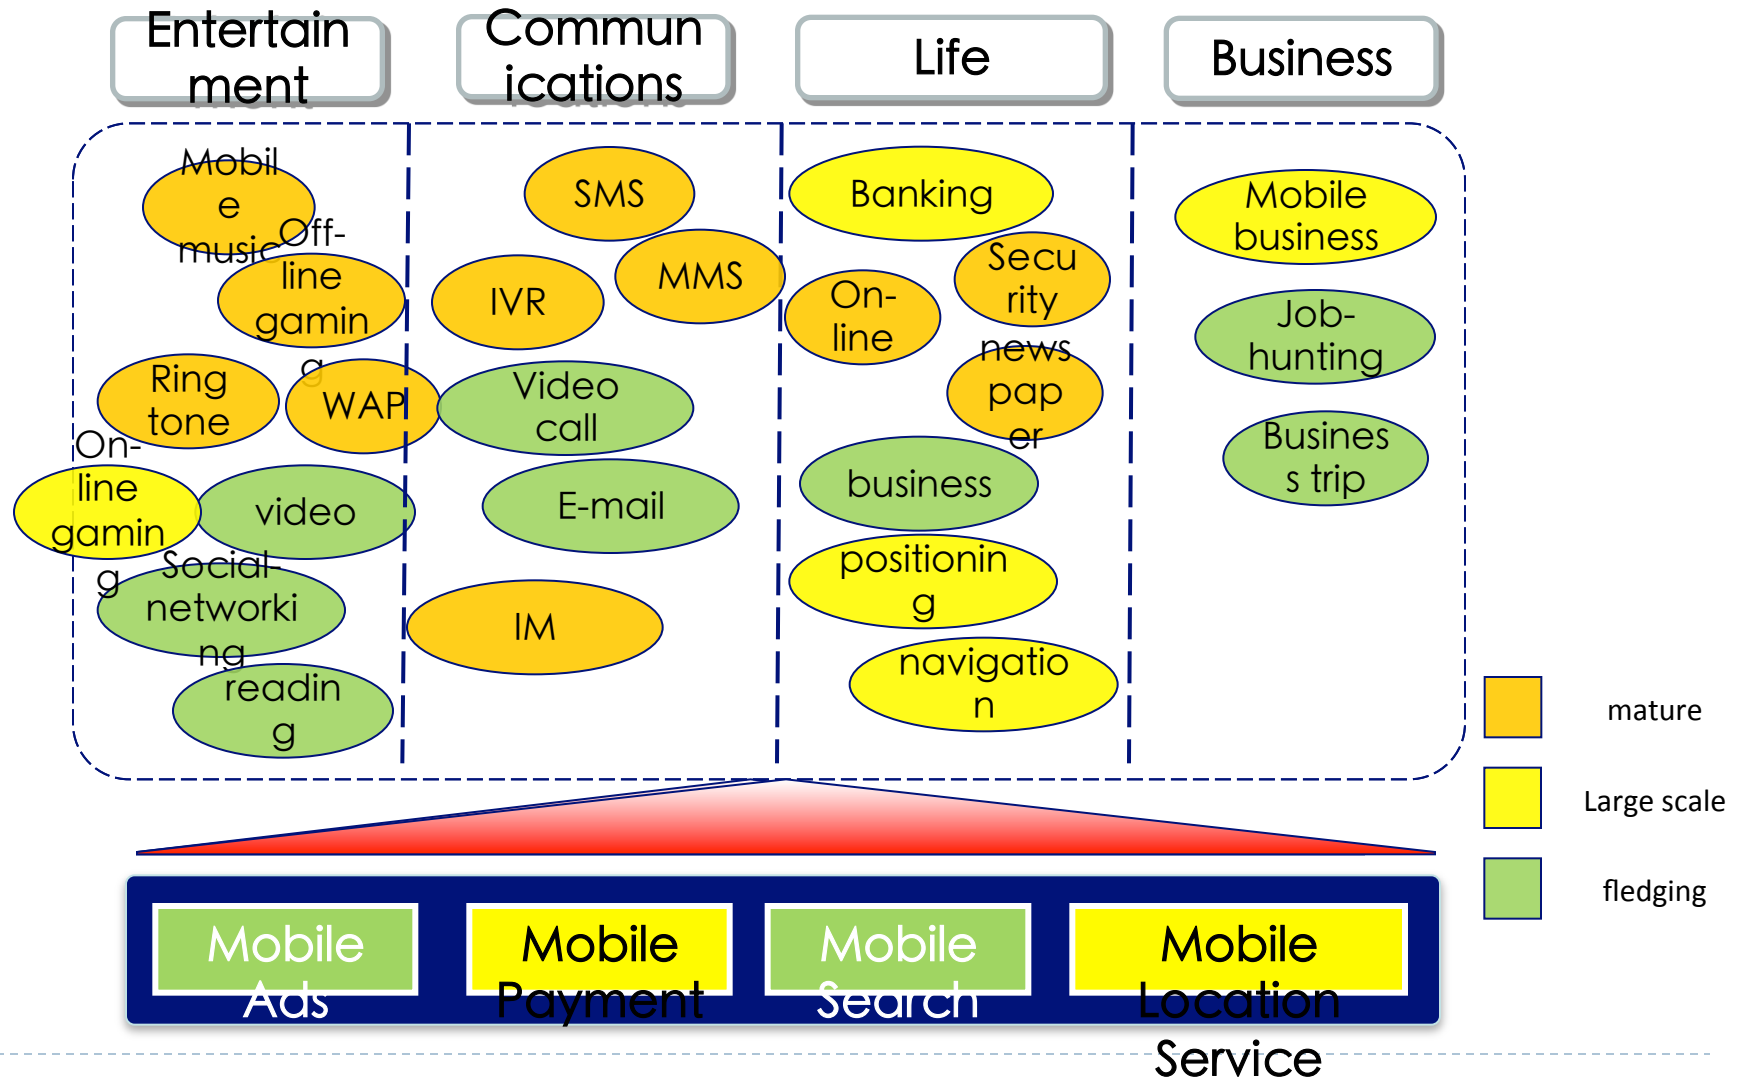 Entertain
ment
Commun
ications
Life
Business
Mobil
e
music
Off-
line
gamin
g
Ring
tone
WAP
On-
line
gamin
g
video
Social-
networki
ng
readin
g
SMS
MMS
IVR
Video
call
E-mail
IM
Banking
Secu
rity
On-
line
news
pap
er
business
positionin
g
navigatio
n
Mobile
business
Job-
hunting
Busines
s trip
mature
Large scale
fledging
Mobile
Ads
Mobile
Payment
Mobile
Search
Mobile
Location
Service